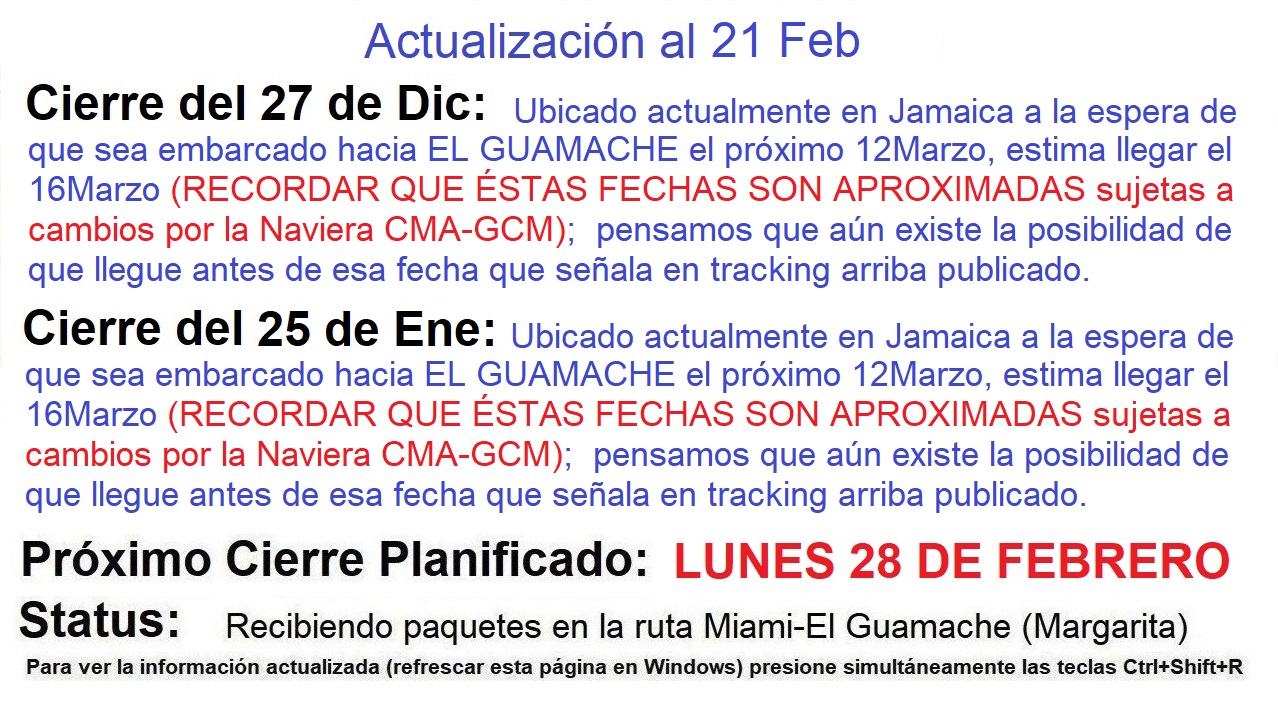 Actualización al 21 Feb
Cierre del 27 de Dic: Ubicado actualmente en Jamaica a la espera de
que sea embarcado hacia EL GUAMACHE el próximo 12Marzo, estima llegar el
16Marzo (RECORDAR QUE ÉSTAS FECHAS SON APROXIMADAS sujetas a
cambios por la Naviera CMA-GCM); pensamos que aún existe la posibilidad de
que llegue antes de esa fecha que señala en tracking arriba publicado.
Cierre del 25 de Ene: Ubicado actualmente en Jamaica a la espera de
que sea embarcado hacia EL GUAMACHE el próximo 12Marzo, estima llegar el
16Marzo (RECORDAR QUE ÉSTAS FECHAS SON APROXIMADAS sujetas a
cambios por la Naviera CMA-GCM); pensamos que aún existe la posibilidad de
que llegue antes de esa fecha que señala en tracking arriba publicado.
Próximo Cierre Planificado: LUNES 28 DE FEBRERO
Status: Recibiendo paquetes en la ruta Miami-El Guamache (Margarita)
Para ver la información actualizada (refrescar esta página en Windows) presione simultáneamente las teclas Ctrl+Shift+R